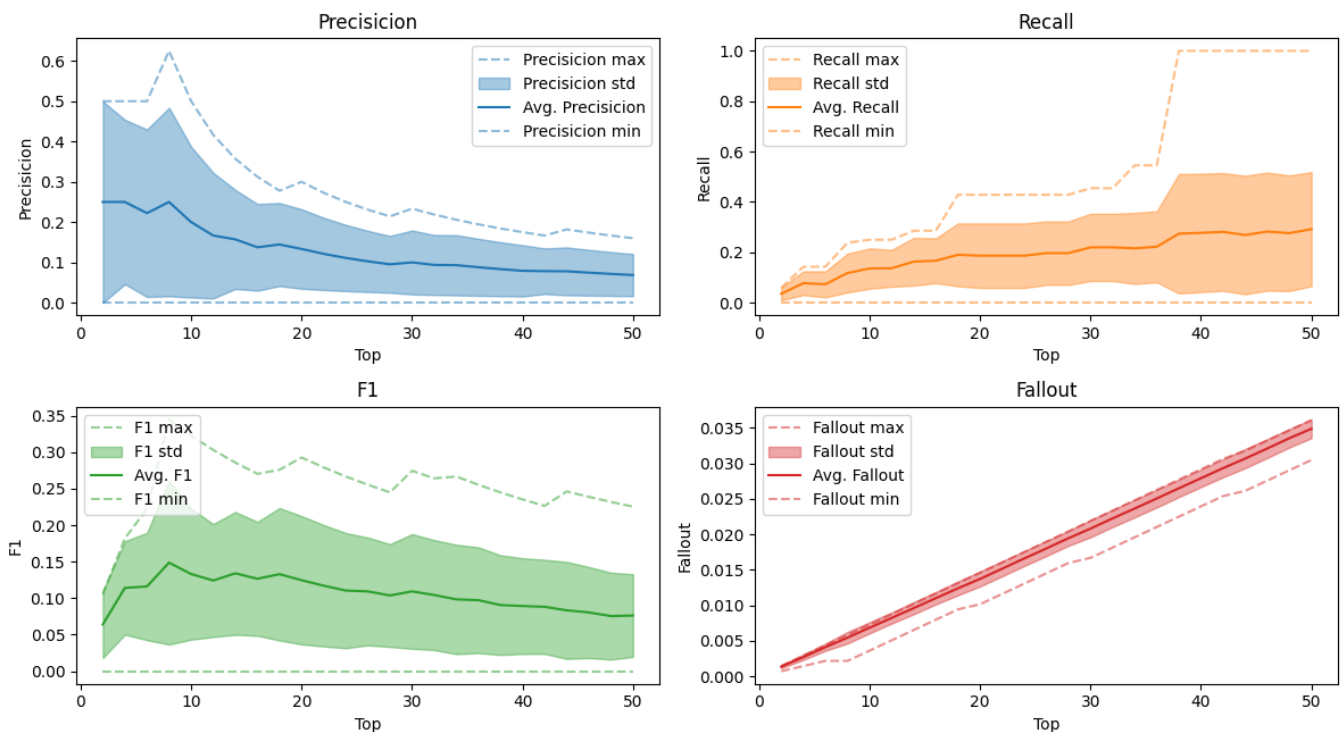 Precisicion
Precisicion
0.6
0.5
0.4
0.3
0.2
0.1
0.0
Precisicion max
Precisicion std
Avg. Precisicion
Precisicion min
0 10 20 30 40 50
Top
Recall
Recall
1.0
0.8
0.6
0.4
0.2
0.0
Recall max
Recall std
Avg. Recall
Recall min
0 10 20 30 40 50
Top
F1
F1
0.35
0.30
0.25
0.20
0.15
0.10
0.05
0.00
F1 max
F1 std
Avg. F1
F1 min
0 10 20 30 40 50
Top
Fallout
Fallout
0.035
0.030
0.025
0.020
0.015
0.010
0.005
0.000
Fallout max
Fallout std
Avg. Fallout
Fallout min
0 10 20 30 40 50
Top